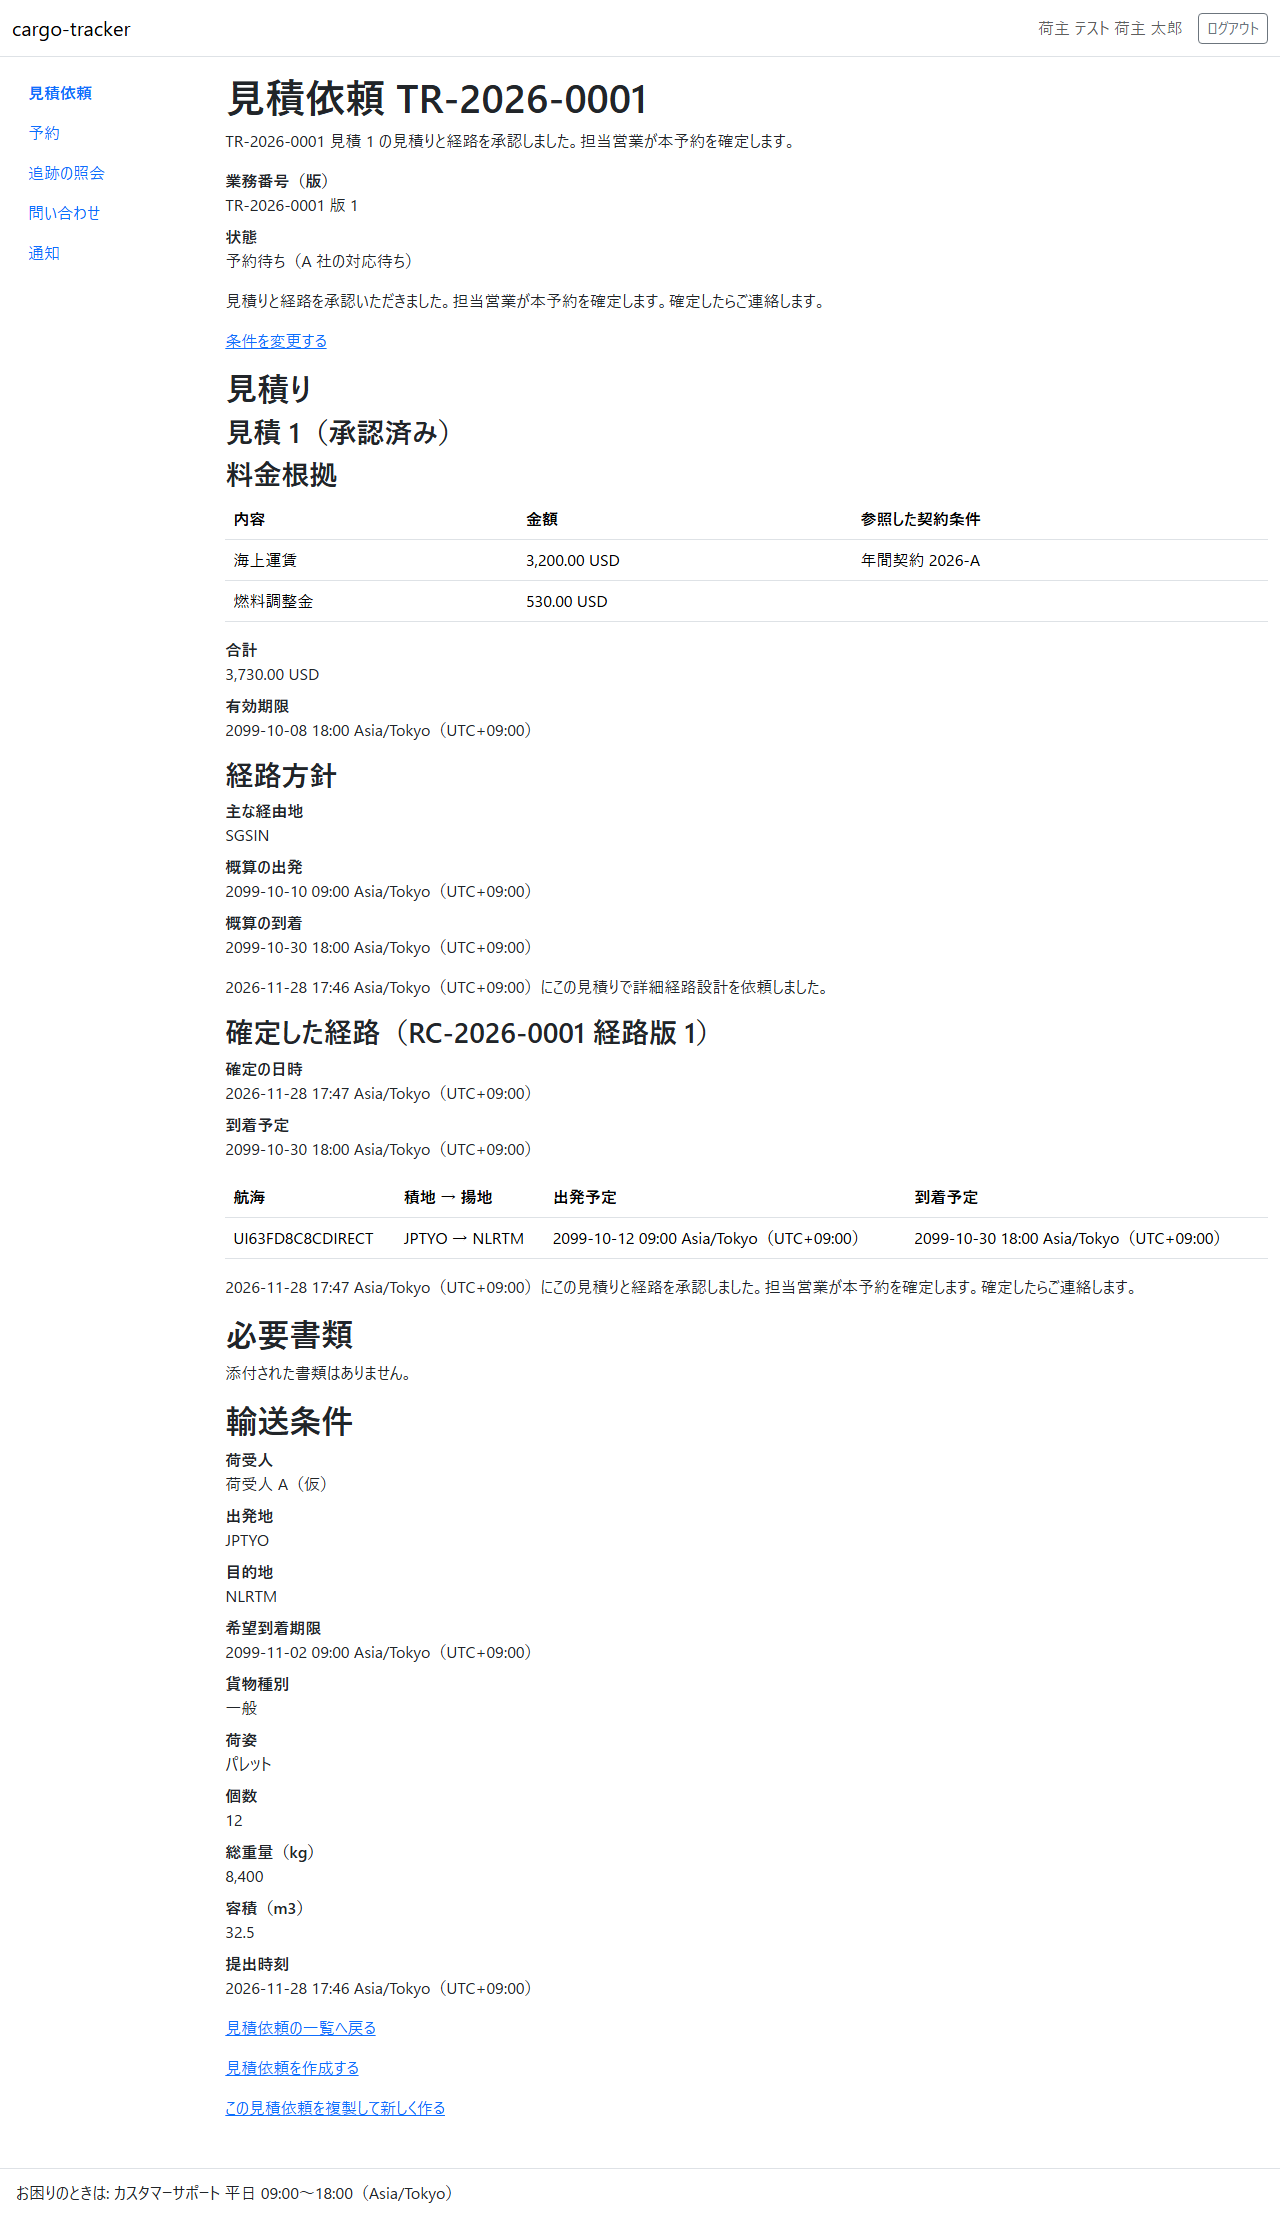 cargo-tracker
荷主 テスト 荷主 太郎
ログアウト
見積依頼
予約
追跡の照会
問い合わせ
通知
見積依頼 TR-2026-0001
TR-2026-0001 見積 1 の見積りと経路を承認しました。担当営業が本予約を確定します。
業務番号（版）
TR-2026-0001 版 1
状態
予約待ち（A 社の対応待ち）
見積りと経路を承認いただきました。担当営業が本予約を確定します。確定したらご連絡します。
条件を変更する
見積り
見積 1（承認済み）
料金根拠
内容 金額 参照した契約条件
海上運賃 3,200.00 USD 年間契約 2026-A
燃料調整金 530.00 USD
合計
3,730.00 USD
有効期限
2099-10-08 18:00 Asia/Tokyo（UTC+09:00）
経路方針
主な経由地
SGSIN
概算の出発
2099-10-10 09:00 Asia/Tokyo（UTC+09:00）
概算の到着
2099-10-30 18:00 Asia/Tokyo（UTC+09:00）
2026-11-28 17:46 Asia/Tokyo（UTC+09:00）にこの見積りで詳細経路設計を依頼しました。
確定した経路（RC-2026-0001 経路版 1）
確定の日時
2026-11-28 17:47 Asia/Tokyo（UTC+09:00）
到着予定
2099-10-30 18:00 Asia/Tokyo（UTC+09:00）
航海 積地 → 揚地 出発予定 到着予定
UI63FD8C8CDIRECT JPTYO → NLRTM 2099-10-12 09:00 Asia/Tokyo（UTC+09:00） 2099-10-30 18:00 Asia/Tokyo（UTC+09:00）
2026-11-28 17:47 Asia/Tokyo（UTC+09:00）にこの見積りと経路を承認しました。担当営業が本予約を確定します。確定したらご連絡します。
必要書類
添付された書類はありません。
輸送条件
荷受人
荷受人 A（仮）
出発地
JPTYO
目的地
NLRTM
希望到着期限
2099-11-02 09:00 Asia/Tokyo（UTC+09:00）
貨物種別
一般
荷姿
パレット
個数
12
総重量（kg）
8,400
容積（m3）
32.5
提出時刻
2026-11-28 17:46 Asia/Tokyo（UTC+09:00）
見積依頼の一覧へ戻る
見積依頼を作成する
この見積依頼を複製して新しく作る
お困りのときは: カスタマーサポート 平日 09:00〜18:00（Asia/Tokyo）